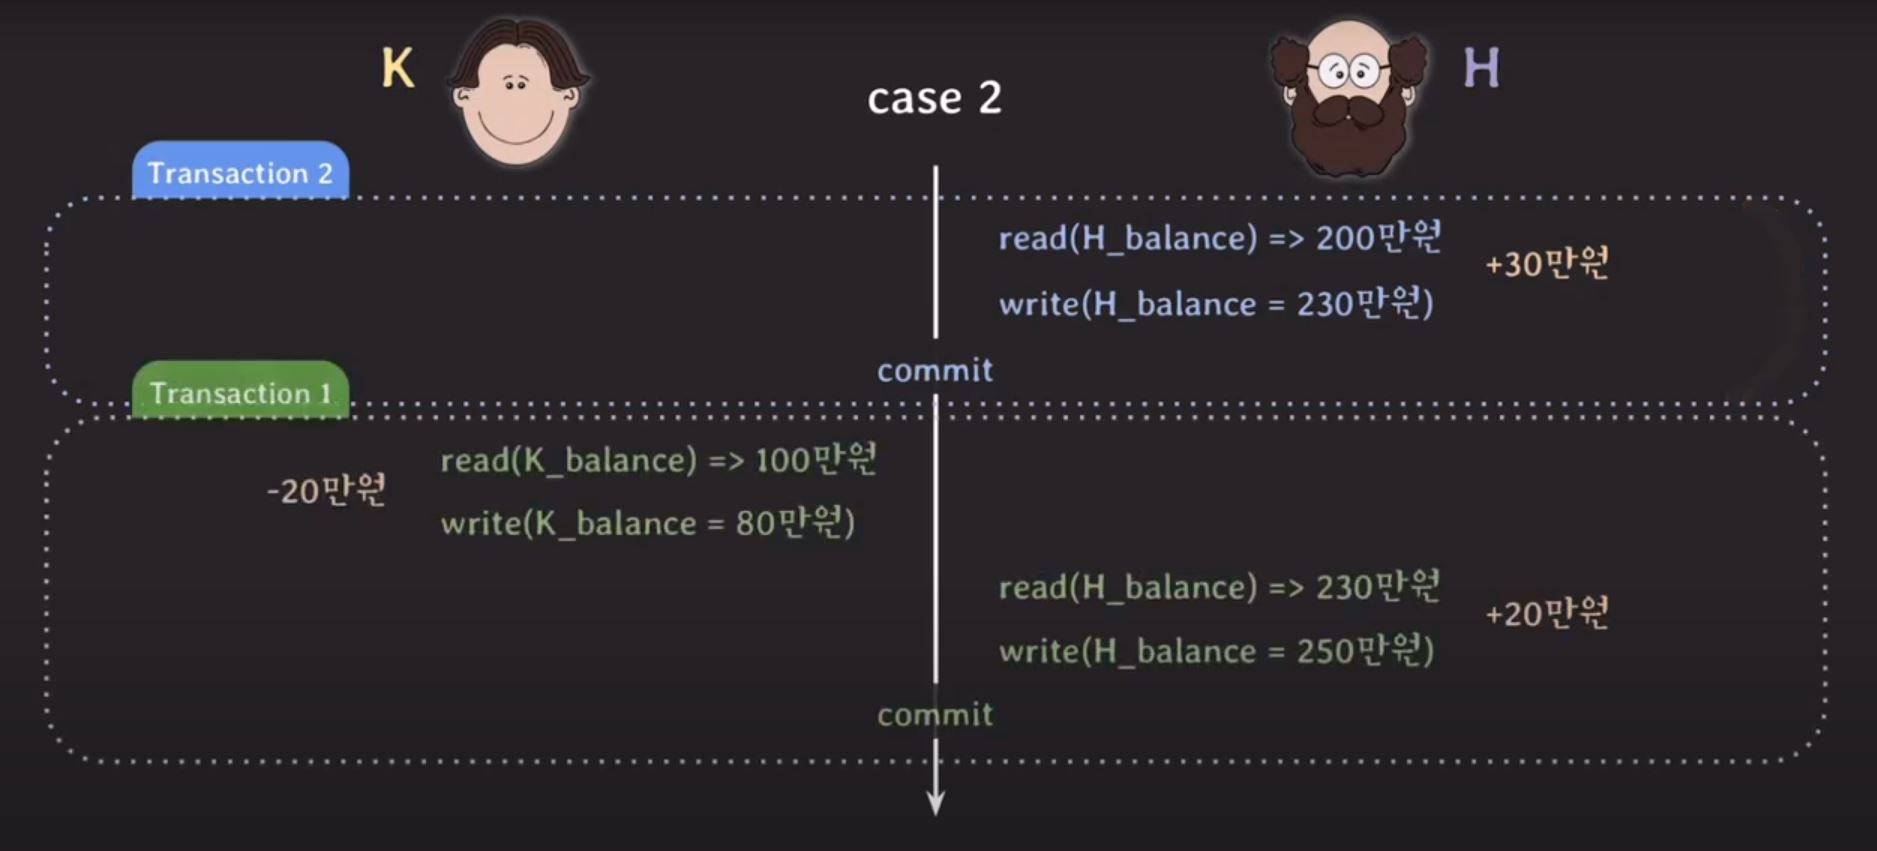 K
H
case 2
Transaction 2
read(H_balance) => 200만원
+30만원
write(H_balance = 230만원)
commit
Transaction 1
read(K_balance) => 100만원
-20만원
write(K_balance = 80만원)
read(H_balance) => 230만원
+20만원
write(H_balance = 250만원)
commit